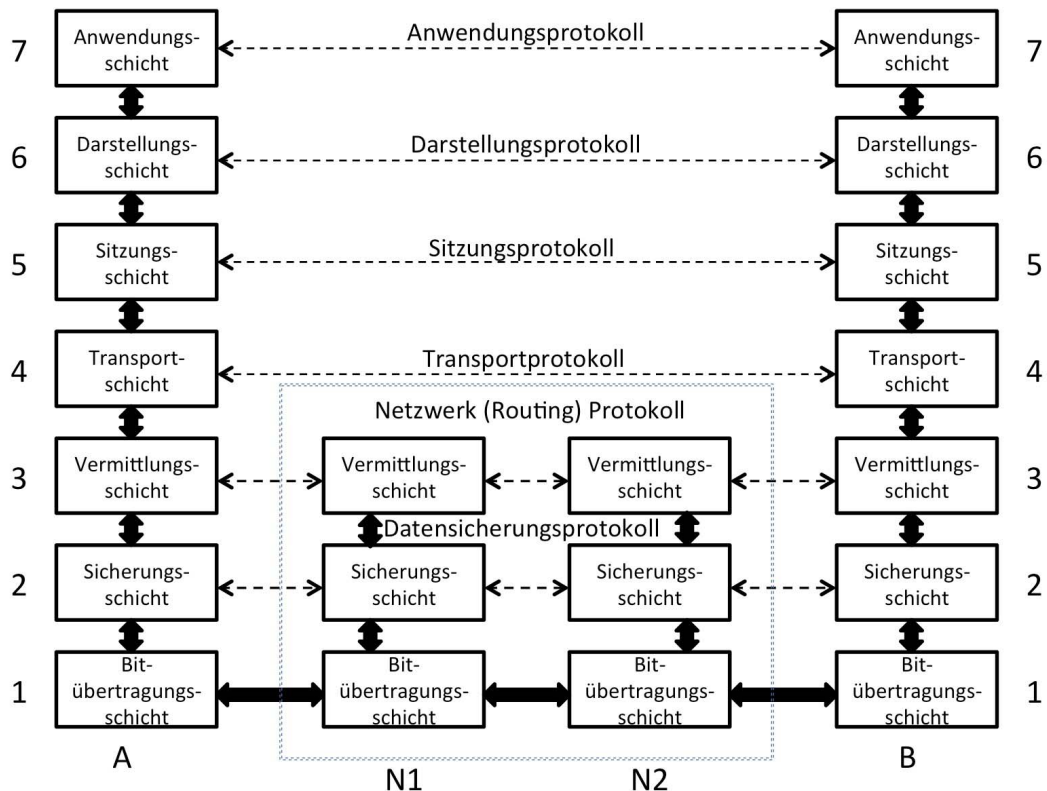 7
Anwendungs-
schicht
Anwendungsprotokoll
Anwendungs-
schicht
7
6
Darstellungs-
schicht
Darstellungsprotokoll
Darstellungs-
schicht
6
5
Sitzungs-
schicht
Sitzungsprotokoll
Sitzungs-
schicht
5
4
Transport-
schicht
Transportprotokoll
Transport-
schicht
4
Netzwerk (Routing) Protokoll
3
Vermittlungs-
schicht
Vermittlungs-
schicht
Vermittlungs-
schicht
Vermittlungs-
schicht
3
Datensicherungsprotokoll
2
Sicherungs-
schicht
Sicherungs-
schicht
Sicherungs-
schicht
Sicherungs-
schicht
2
1
Bit-
übertragungs-
schicht
Bit-
übertragungs-
schicht
Bit-
übertragungs-
schicht
Bit-
übertragungs-
schicht
1
A
N1
N2
B